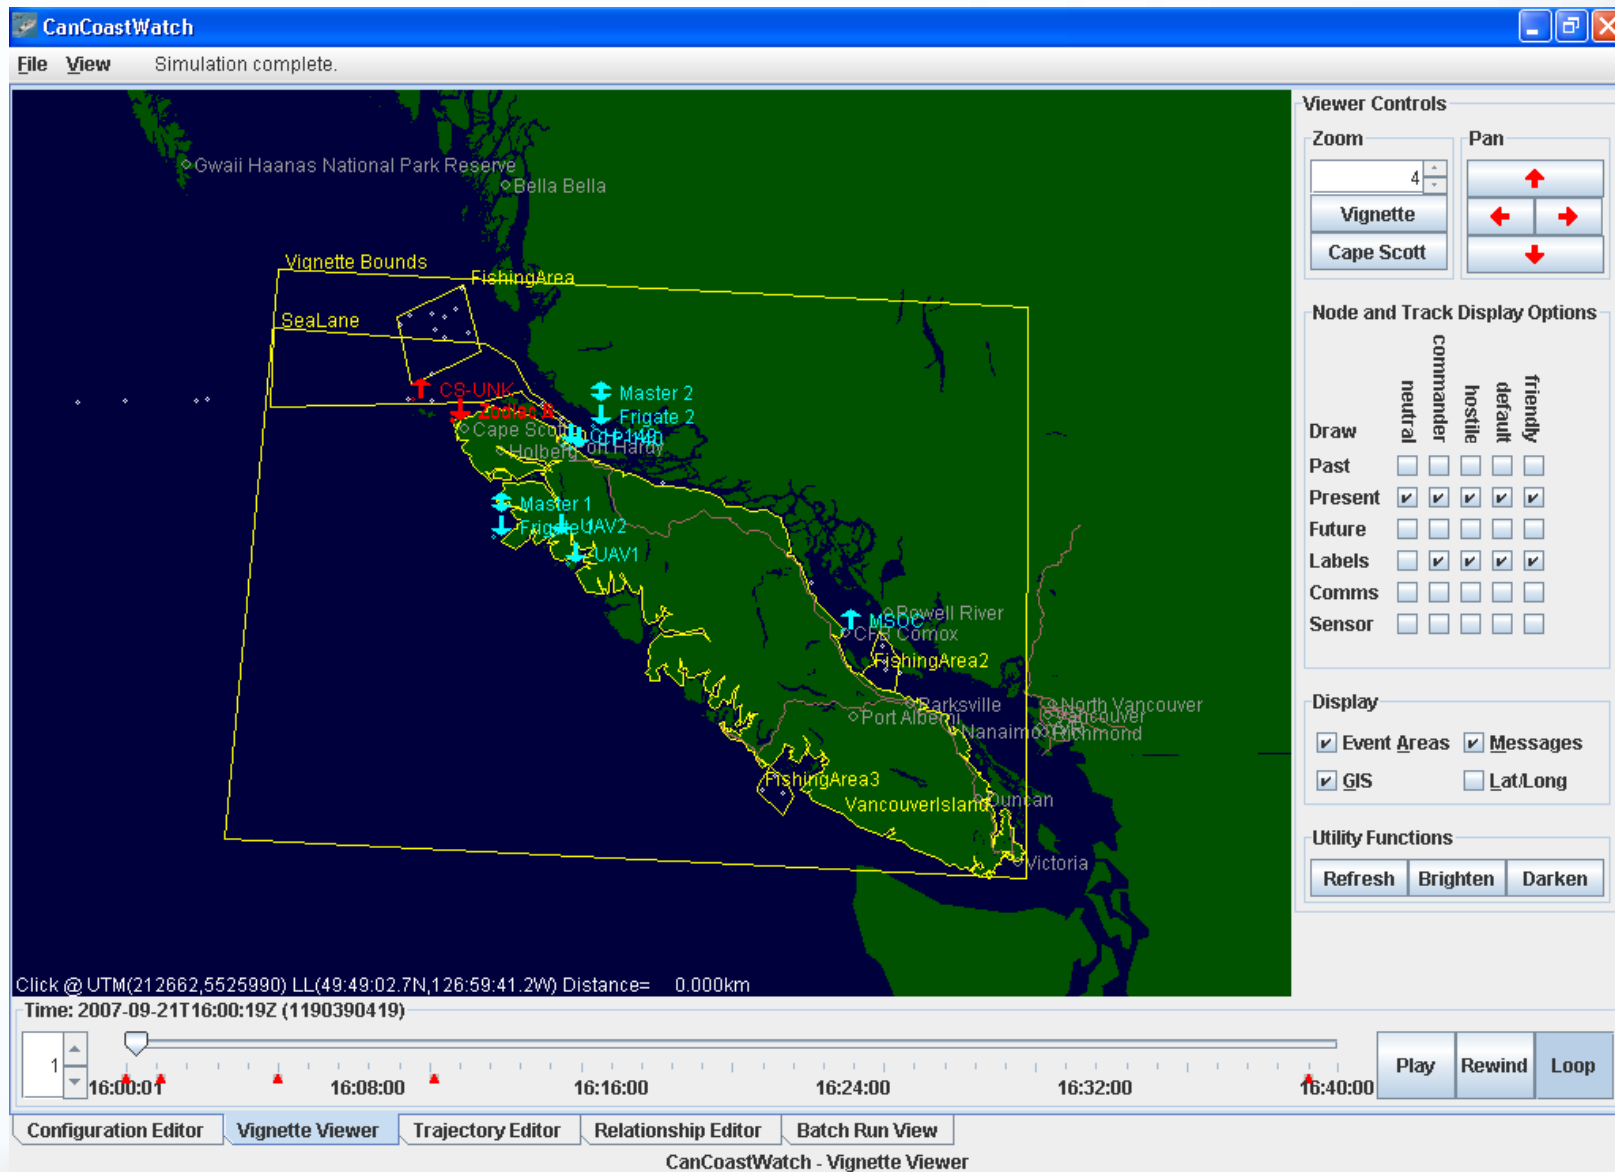 CanCoastWatch
File View Simulation complete.
Gwaii Haanas National Park Reserve
Bella Bella
Vignette Bounds
FishingArea
SeaLane
CS-UNK
Master 2
Zodiac
Frigate 2
Cape Scott
Holberg
Hardy
Master 1
Frigate 1
UAV2
UAV1
Powell River
MSOC
CFB Comox
FishingArea2
Parksville
North Vancouver
Port Alberni
Vancouver
Nanaimo
Richmond
FishingArea3
VancouverIsland
Duncan
Victoria
Click @ UTM(212662,5525990) LL(49:49:02.7N,126:59:41.2W) Distance= 0.000km
Viewer Controls
Zoom
4
Vignette
Cape Scott
Pan
Node and Track Display Options
Draw neutral commander hostile default friendly
Past
Present
Future
Labels
Comms
Sensor
Display
Event Areas Messages
GIS Lat/Long
Utility Functions
Refresh Brighten Darken
Time: 2007-09-21T16:00:19Z (1190390419)
1
16:00:01 16:08:00 16:16:00 16:24:00 16:32:00 16:40:00
Play Rewind Loop
Configuration Editor Vignette Viewer Trajectory Editor Relationship Editor Batch Run View
CanCoastWatch - Vignette Viewer